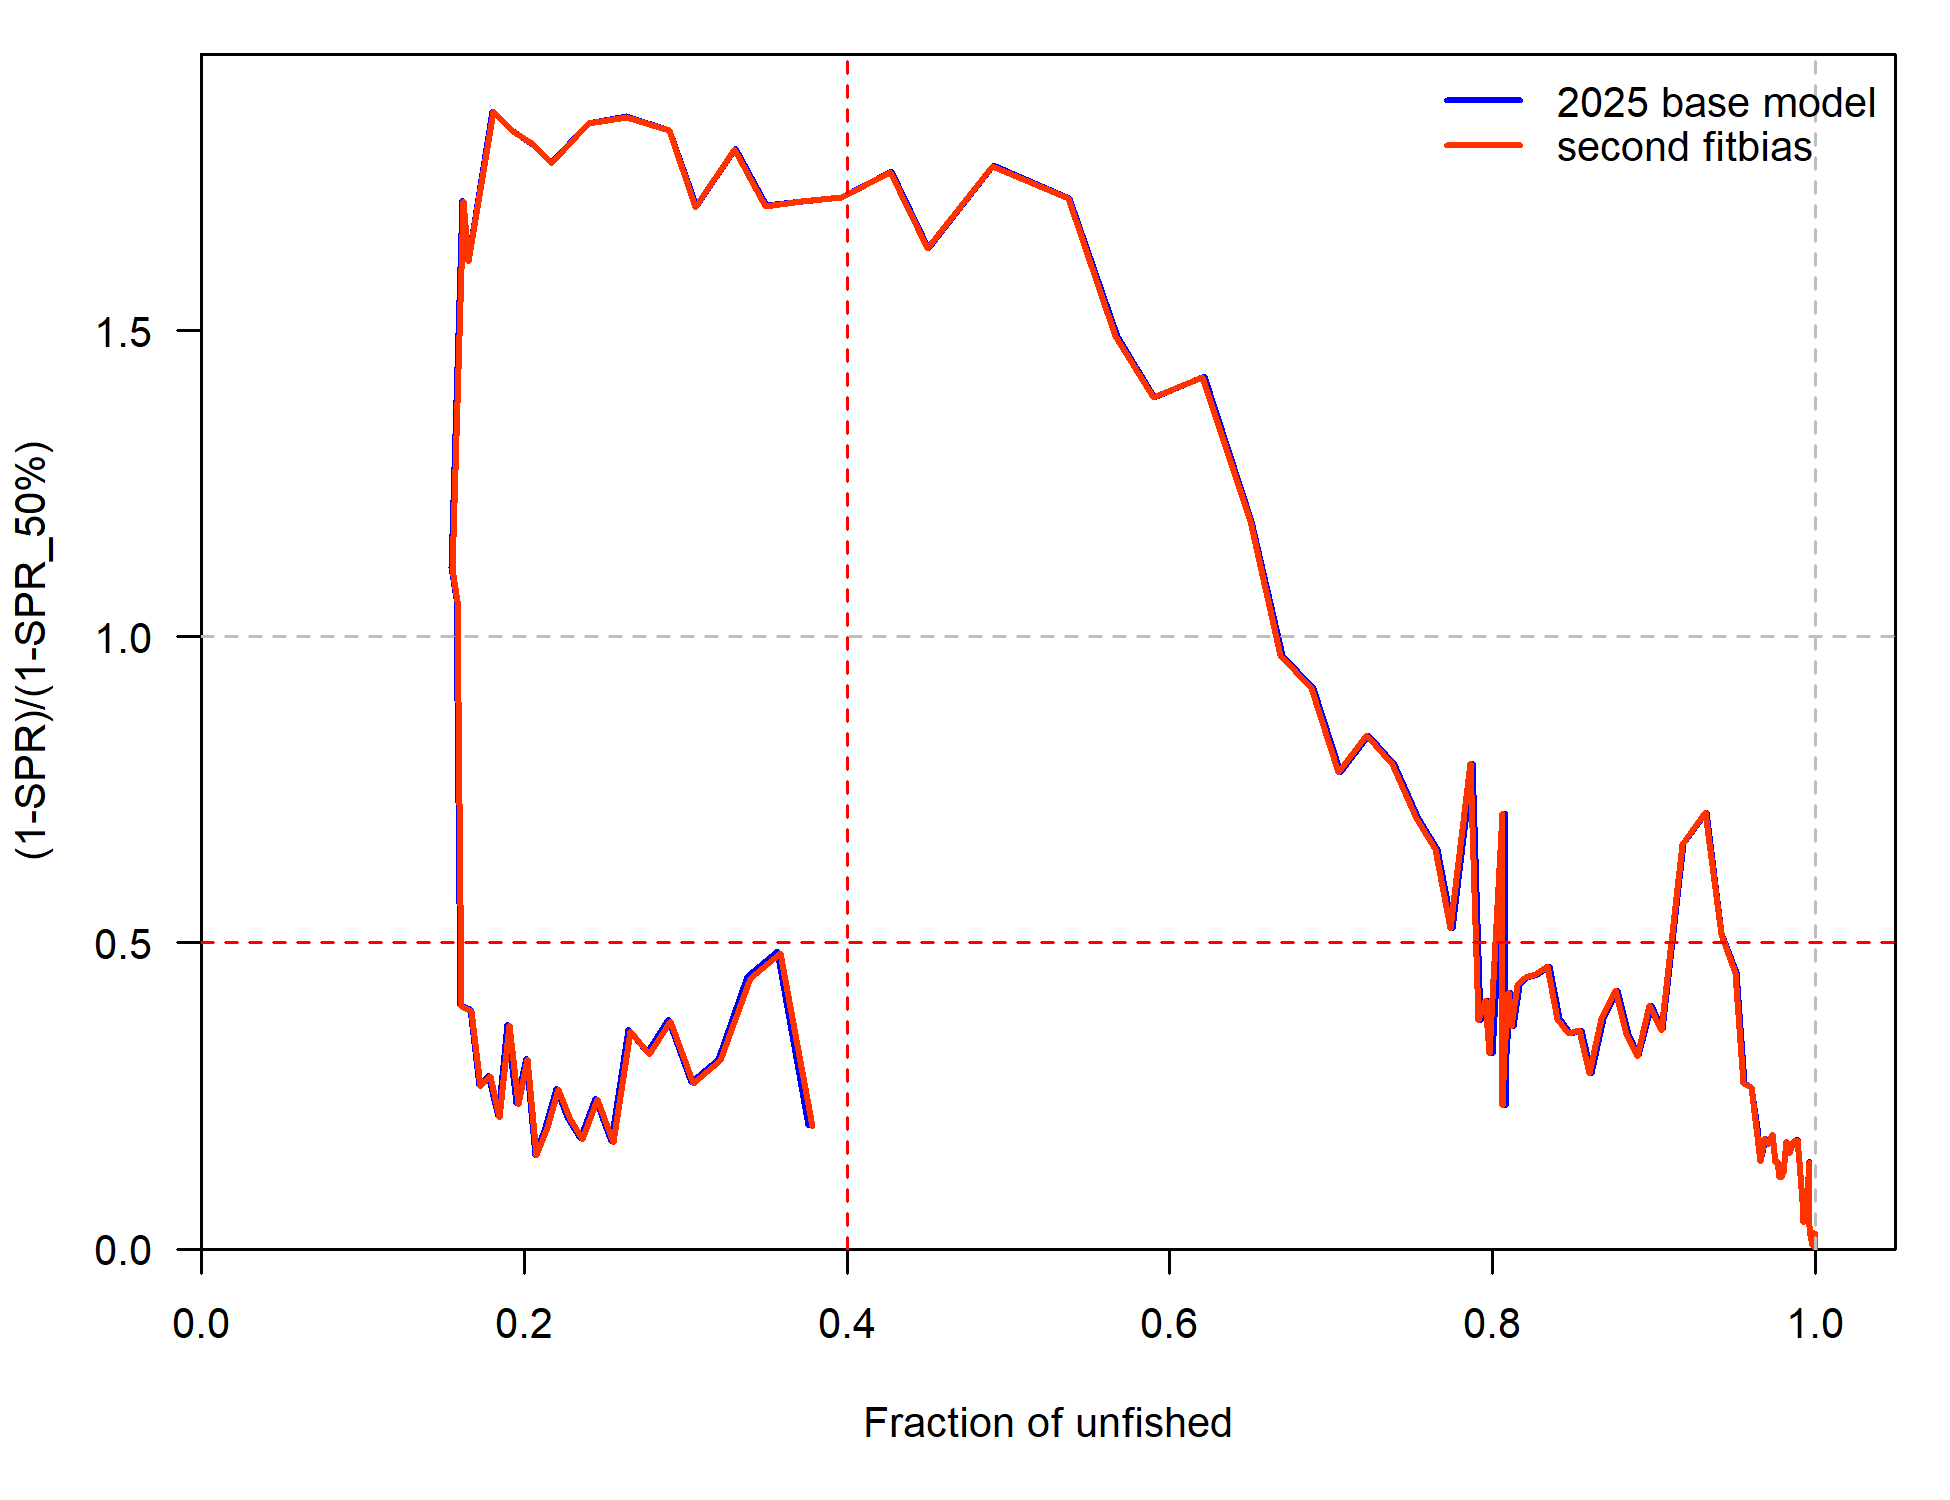 2025 base model
second fitbias
(1-SPR)/(1-SPR_50%)
1.5
1.0
0.5
0.0
0.0 0.2 0.4 0.6 0.8 1.0
Fraction of unfished